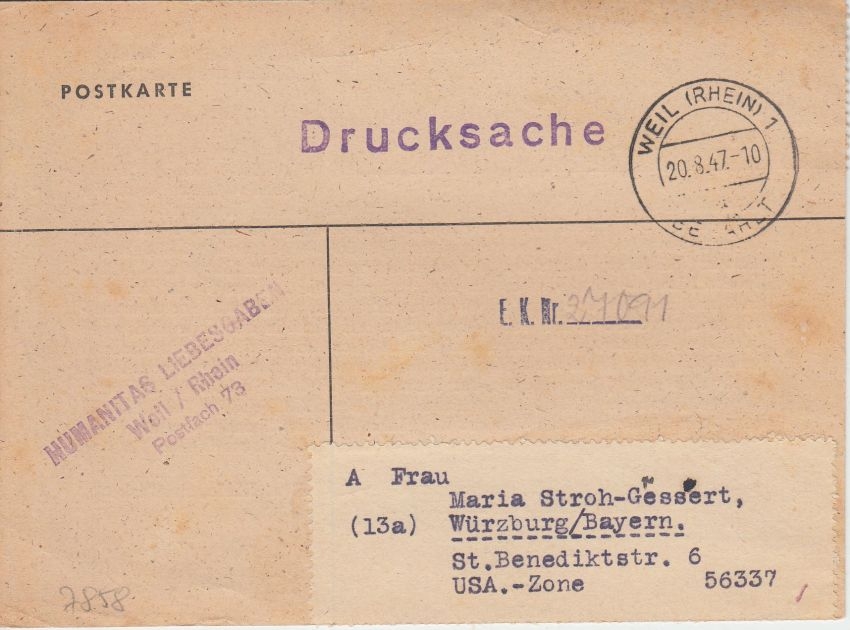 POSTKARTE
Drucksache
WEIL (RHEIN) 1
20.8.47.-10
HUMANITAS LIEBESGABEN
Weil / Rhein
Postfach 73
E. K. Nr. 27091
A Frau
Maria Stroh-Gessert,
(13a) Würzburg/Bayern.
St.Benediktstr. 6
USA.-Zone 56337
7858